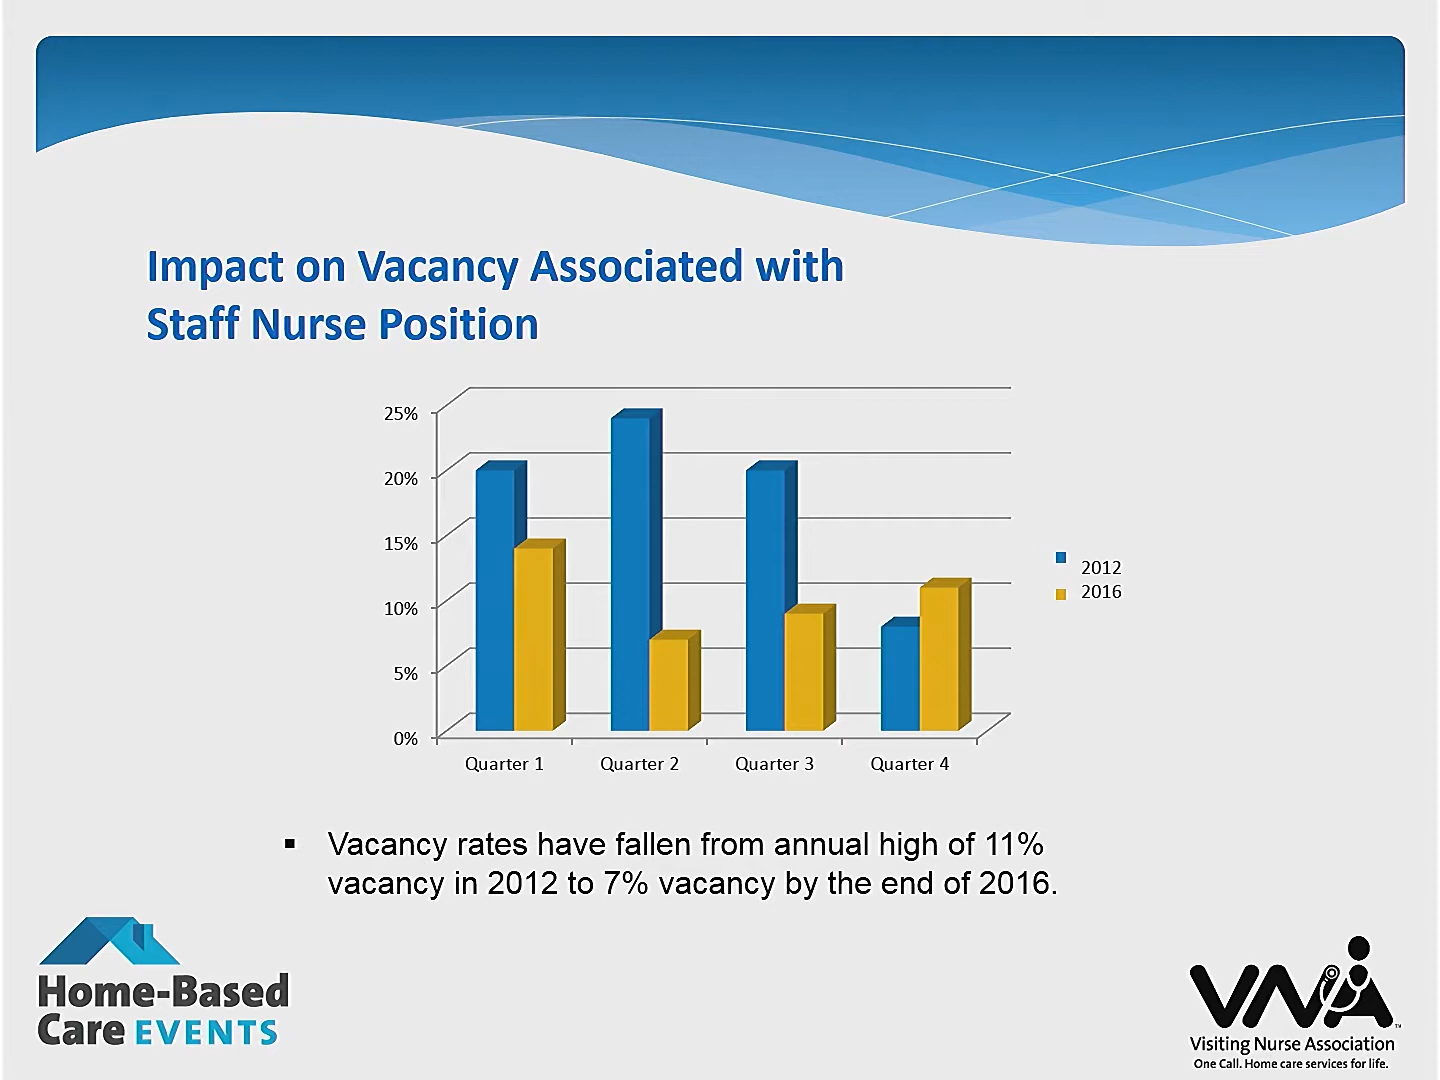 Impact on Vacancy Associated with
Staff Nurse Position
25%
20%
15%
10%
5%
0%
Quarter 1
Quarter 2
Quarter 3
Quarter 4
2012
2016
▪ Vacancy rates have fallen from annual high of 11%
vacancy in 2012 to 7% vacancy by the end of 2016.
Home-Based
Care EVENTS
VNA™
Visiting Nurse Association
One Call. Home care services for life.